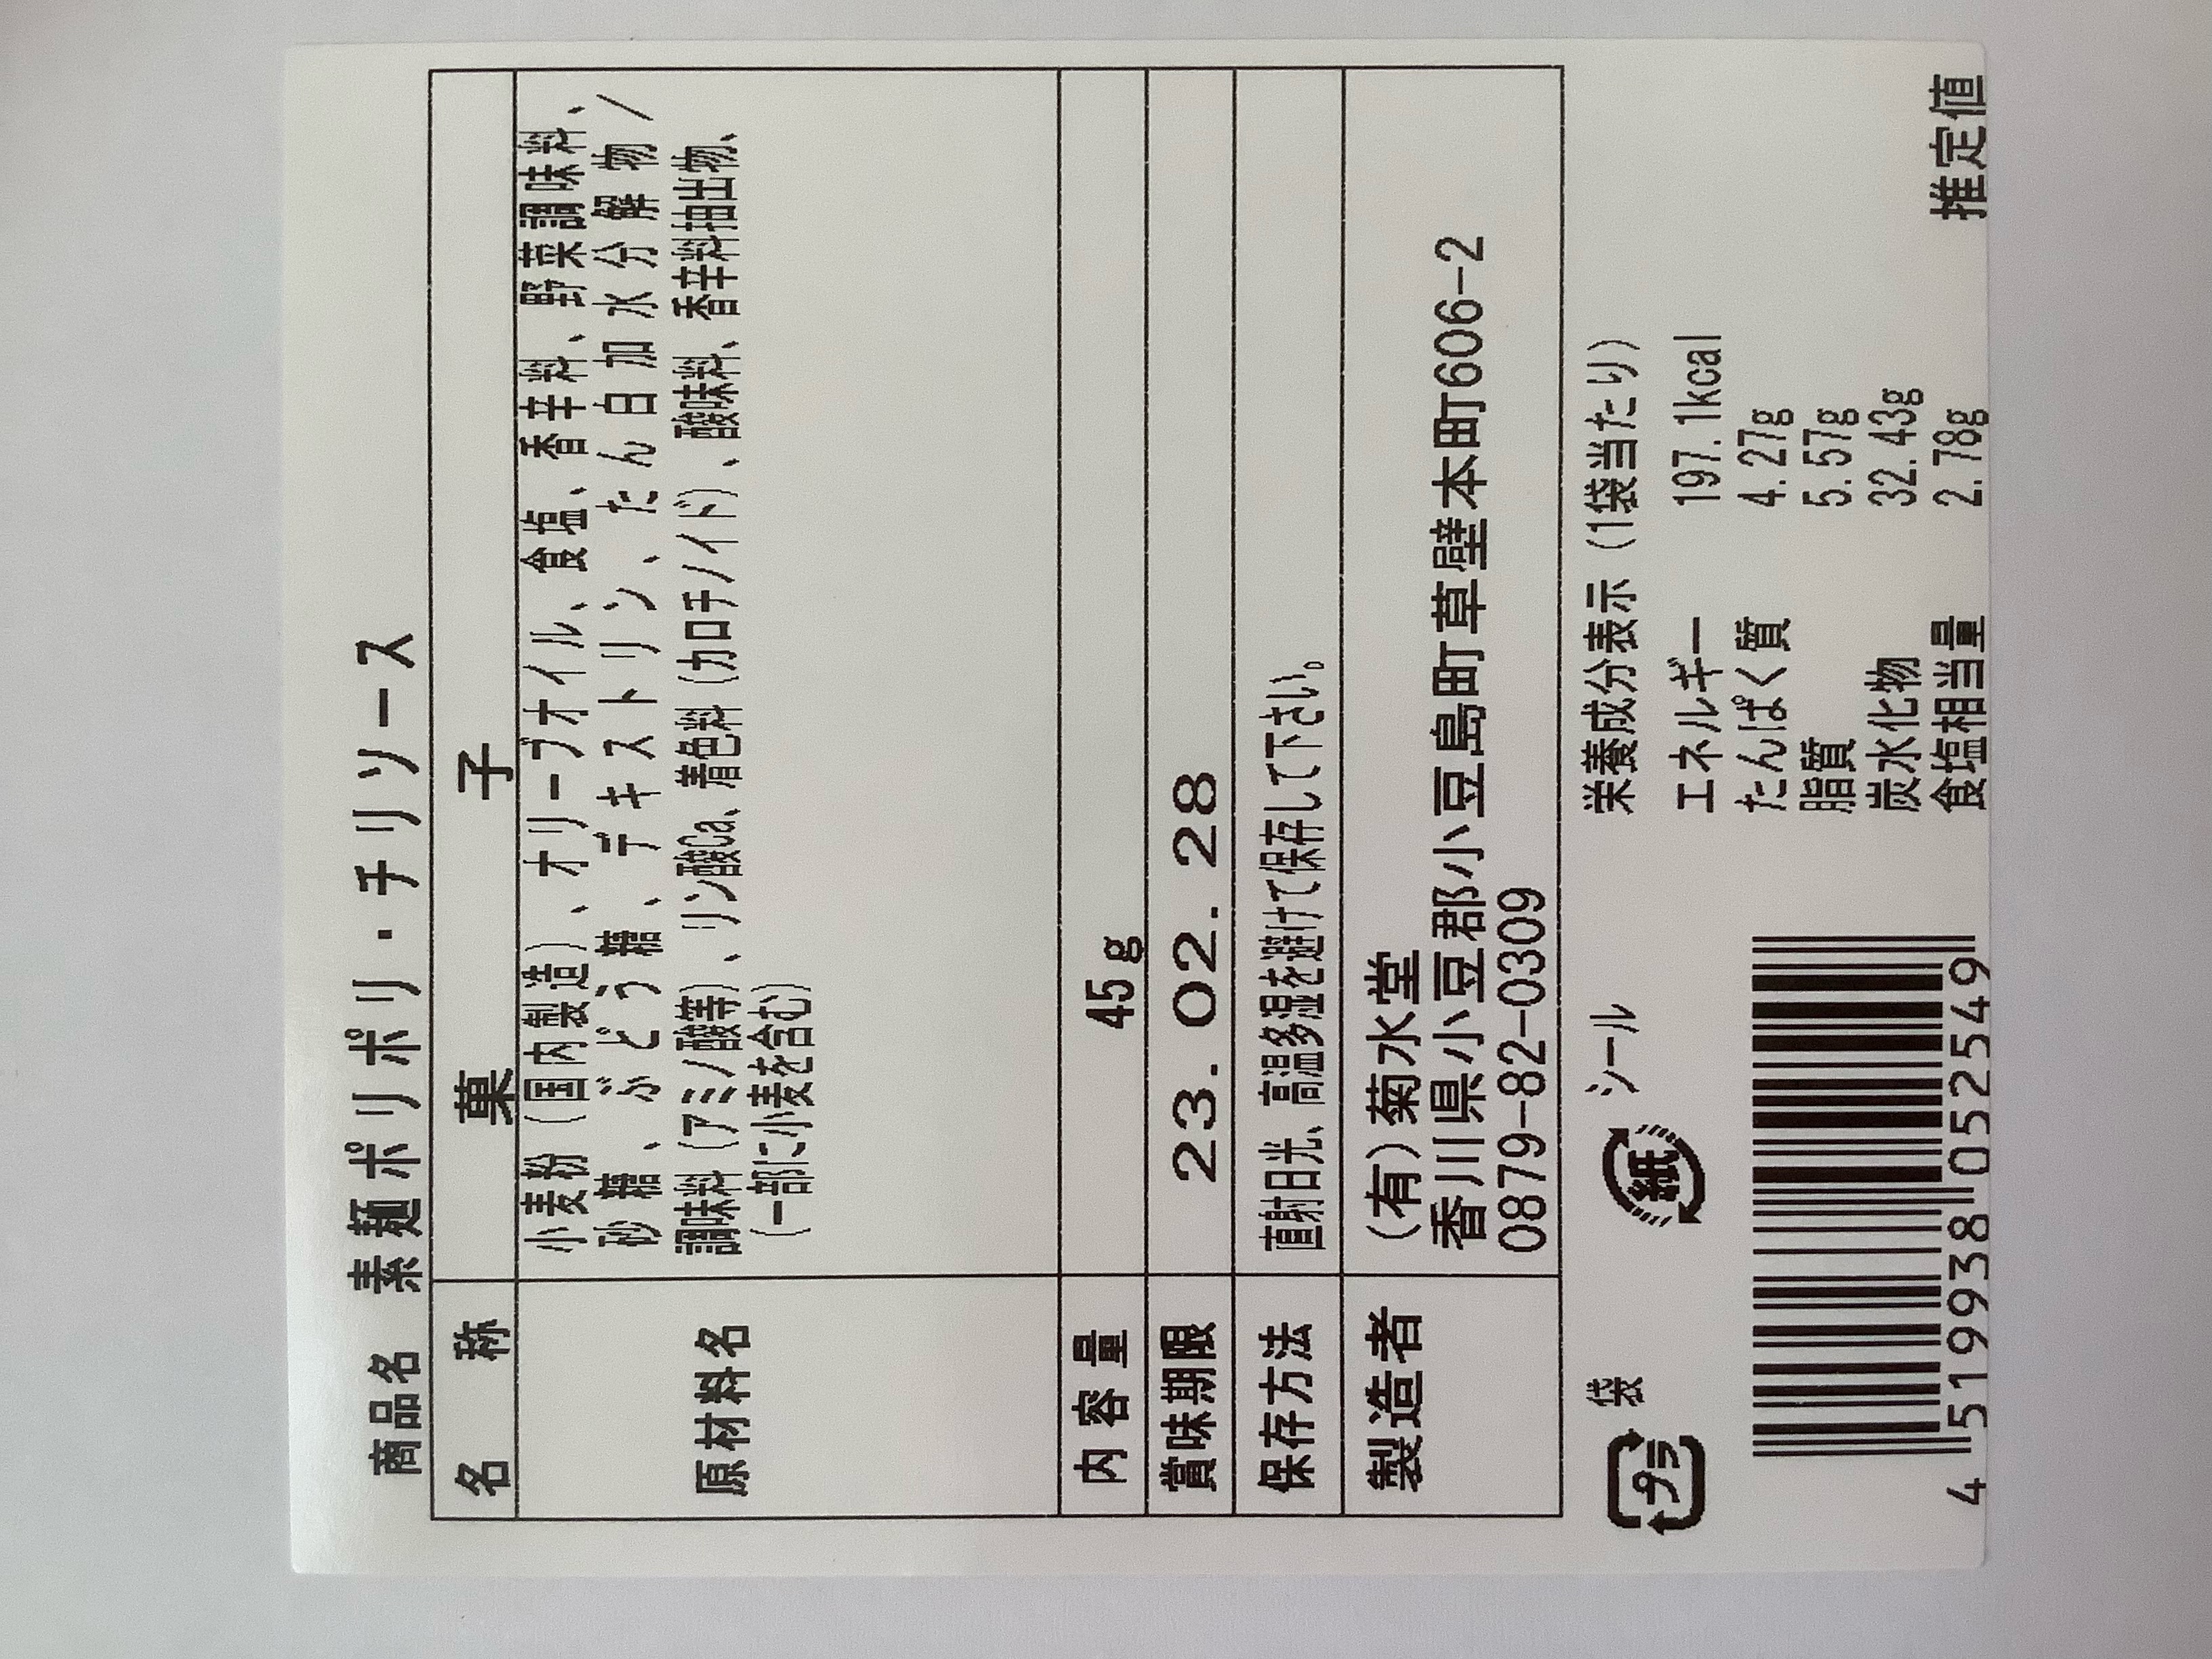 商品名 素麺ポリポリ・チリソース
名称 菓子
原材料名 小麦粉（国内製造）、オリーブオイル、食塩、香辛料、野菜調味料、
砂糖、ぶどう糖、デキストリン、たん白加水分解物/
調味料（アミノ酸等）、リン酸Ca、着色料（カロチノイド）、酸味料、香辛料抽出物、
（一部に小麦を含む）
内容量 45g
賞味期限 23.02.28
保存方法 直射日光、高温多湿を避けて保存して下さい。
製造者 （有）菊水堂
香川県小豆郡小豆島町草壁本町606-2
0879-82-0309
プラ 袋 紙 シール
4519938052549
栄養成分表示（1袋当たり）
エネルギー 197.1kcal
たんぱく質 4.27g
脂質 5.57g
炭水化物 32.43g
食塩相当量 2.78g
推定値